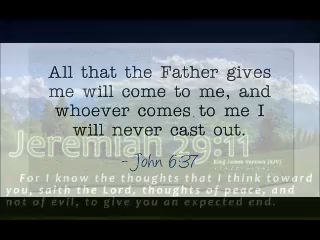 All that the Father gives
me will come to me, and
whoever comes to me I
will never cast out.
- John 6:37
Jeremiah 29:11
King James Version (KJV)
For I know the thoughts that I think toward
you, saith the Lord, thoughts of peace, and
not of evil, to give you an expected end.